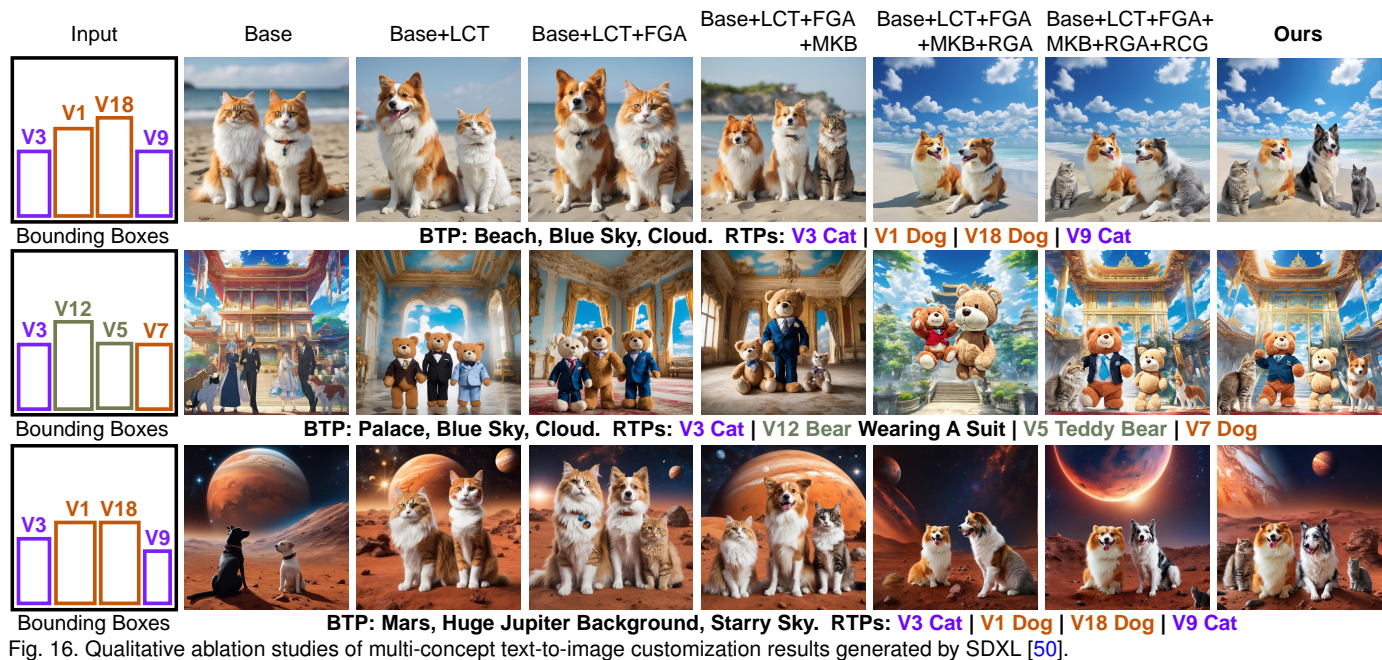 Input Base Base+LCT Base+LCT+FGA Base+LCT+FGA +MKB Base+LCT+FGA +MKB+RGA Base+LCT+FGA+ MKB+RGA+RCG Ours
V3 V1 V18 V9
Bounding Boxes
BTP: Beach, Blue Sky, Cloud. RTPs: V3 Cat | V1 Dog | V18 Dog | V9 Cat
V3 V12 V5 V7
Bounding Boxes
BTP: Palace, Blue Sky, Cloud. RTPs: V3 Cat | V12 Bear Wearing A Suit | V5 Teddy Bear | V7 Dog
V3 V1 V18 V9
Bounding Boxes
BTP: Mars, Huge Jupiter Background, Starry Sky. RTPs: V3 Cat | V1 Dog | V18 Dog | V9 Cat
Fig. 16. Qualitative ablation studies of multi-concept text-to-image customization results generated by SDXL [50].